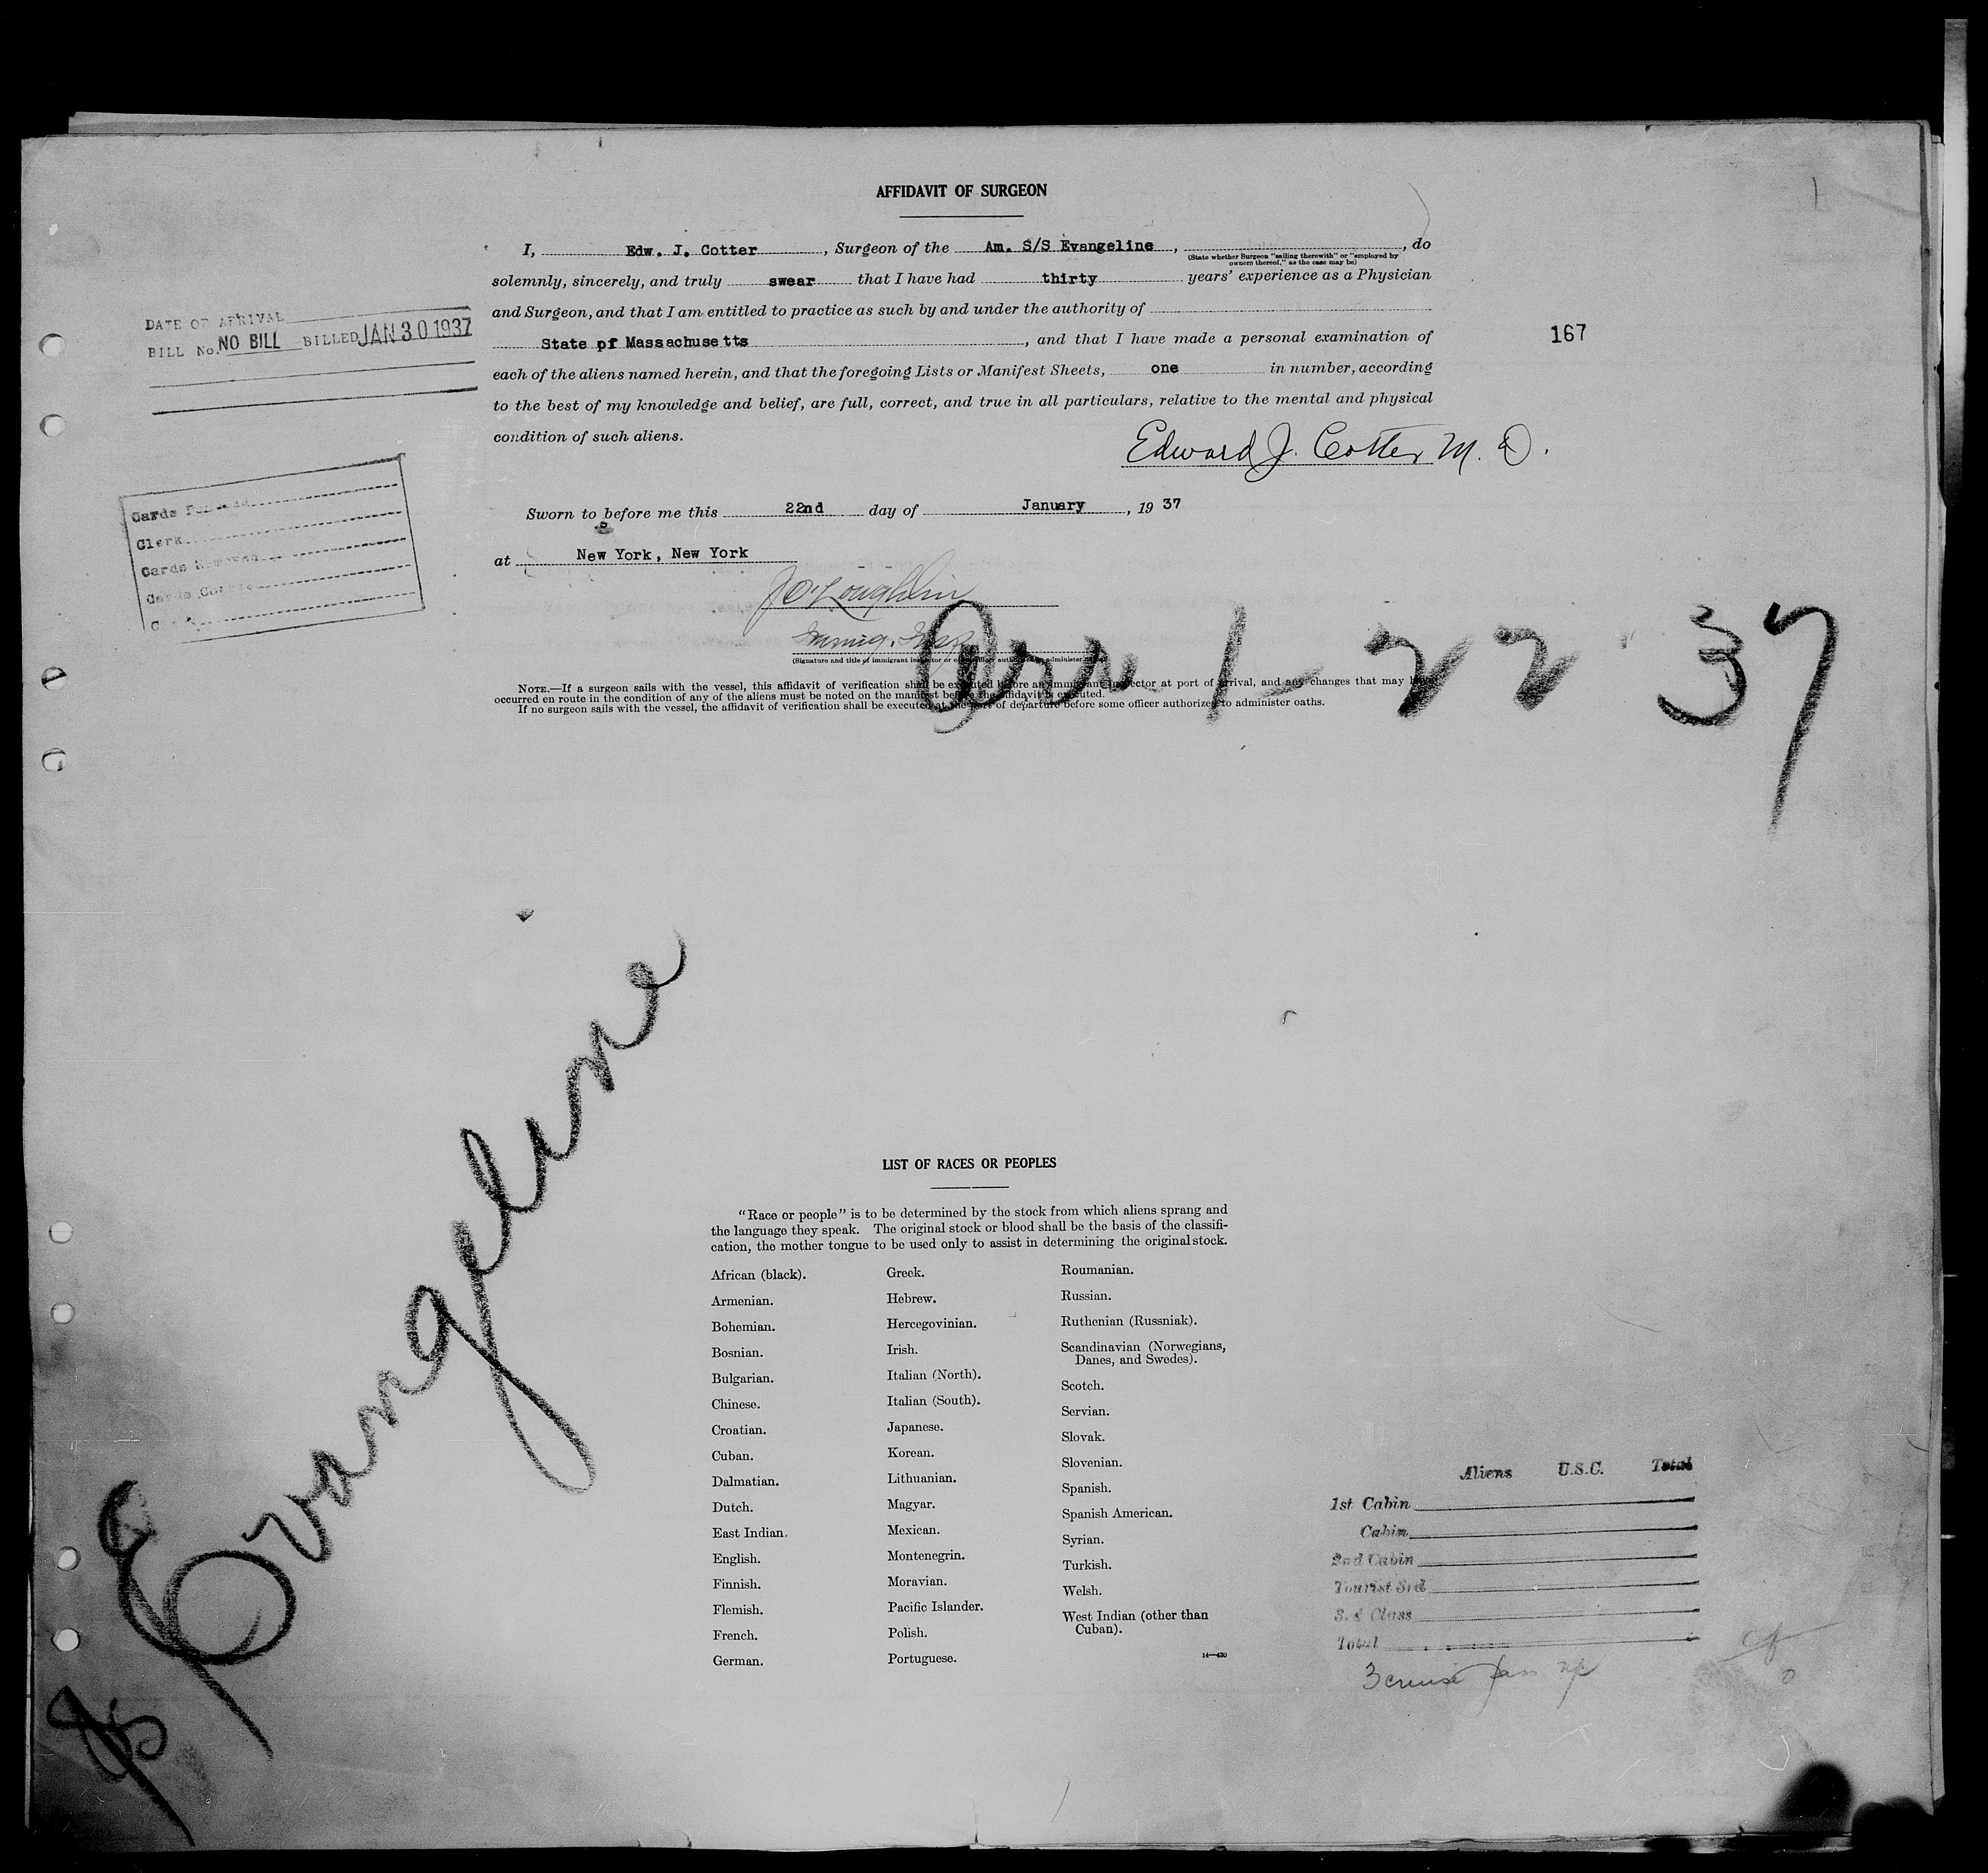 AFFIDAVIT OF SURGEON
I, Edw. J. Cotter, Surgeon of the Am. S/S Evangeline, , do
(State whether Surgeon "sailing therewith" or "employed by
owners thereof," as the case may be)
solemnly, sincerely, and truly swear that I have had thirty years' experience as a Physician
and Surgeon, and that I am entitled to practice as such by and under the authority of
State of Massachusetts, and that I have made a personal examination of
each of the aliens named herein, and that the foregoing Lists or Manifest Sheets, one in number, according
to the best of my knowledge and belief, are full, correct, and true in all particulars, relative to the mental and physical
condition of such aliens.
Edward J. Cotter M. D.
DATE OF ARRIVAL
BILL No. NO BILL BILLED JAN 30 1937
167
Cards
Clerk
Cards
Cards
Sworn to before me this 22nd day of January, 19 37
at New York, New York
J O'Loughlin
Immig. Insp.
(Signature and title of immigrant inspector or other officer authorized to administer oaths)
Arr 1-22-37
NOTE.—If a surgeon sails with the vessel, this affidavit of verification shall be executed before an immigrant inspector at port of arrival, and any changes that may have
occurred en route in the condition of any of the aliens must be noted on the manifest before the affidavit is executed.
If no surgeon sails with the vessel, the affidavit of verification shall be executed at the port of departure before some officer authorized to administer oaths.
SS Evangeline
LIST OF RACES OR PEOPLES
"Race or people" is to be determined by the stock from which aliens sprang and
the language they speak. The original stock or blood shall be the basis of the classifi-
cation, the mother tongue to be used only to assist in determining the original stock.
African (black).
Armenian.
Bohemian.
Bosnian.
Bulgarian.
Chinese.
Croatian.
Cuban.
Dalmatian.
Dutch.
East Indian.
English.
Finnish.
Flemish.
French.
German.
Greek.
Hebrew.
Hercegovinian.
Irish.
Italian (North).
Italian (South).
Japanese.
Korean.
Lithuanian.
Magyar.
Mexican.
Montenegrin.
Moravian.
Pacific Islander.
Polish.
Portuguese.
Roumanian.
Russian.
Ruthenian (Russniak).
Scandinavian (Norwegians,
Danes, and Swedes).
Scotch.
Servian.
Slovak.
Slovenian.
Spanish.
Spanish American.
Syrian.
Turkish.
Welsh.
West Indian (other than
Cuban).
14—430
Aliens U.S.C. Total
1st Cabin
Cabin
2nd Cabin
Tourist 3rd
3rd Class
Total
3 cruise pass